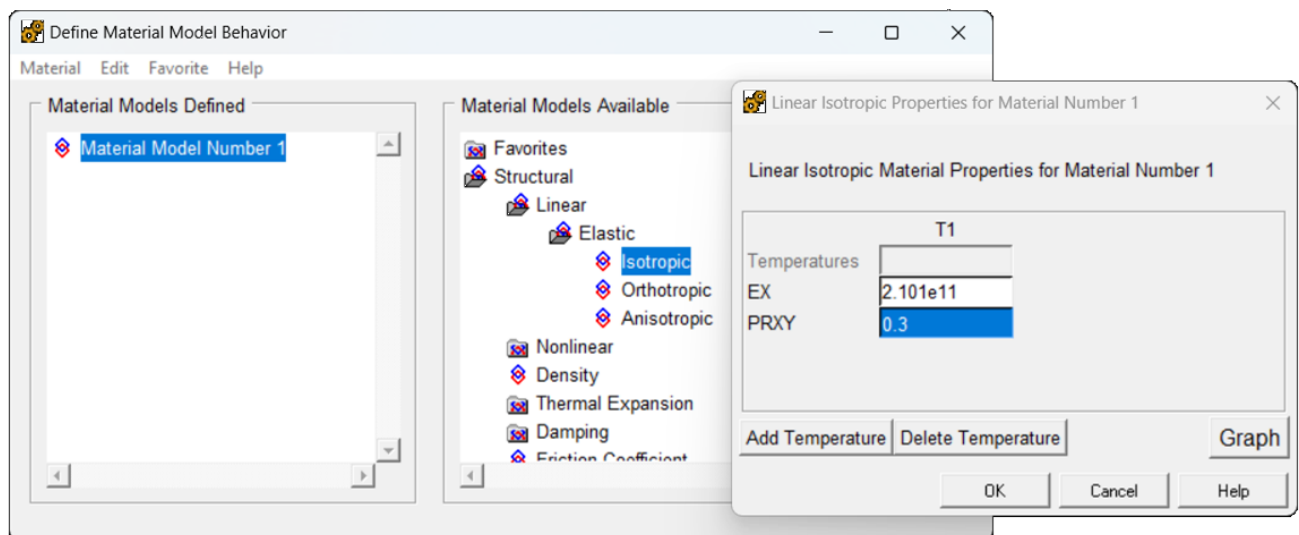 Define Material Model Behavior
Material Edit Favorite Help
Material Models Defined
Material Model Number 1
Material Models Available
Favorites
Structural
Linear
Elastic
Isotropic
Orthotropic
Anisotropic
Nonlinear
Density
Thermal Expansion
Damping
Friction Coefficient
Linear Isotropic Properties for Material Number 1
Linear Isotropic Material Properties for Material Number 1
T1
Temperatures
EX 2.101e11
PRXY 0.3
Add Temperature Delete Temperature Graph
OK Cancel Help